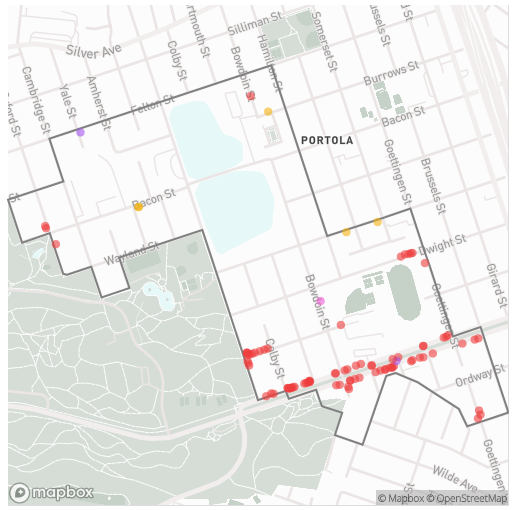 Silliman St
Silver Ave
Dartmouth St
Colby St
Bowdoin St
Hamilton St
Somerset St
Brussels St
Cambridge St
Yale St
Amherst St
Felton St
Burrows St
Bacon St
PORTOLA
Goettingen St
Brussels St
St
Bacon St
Wayland St
Dwight St
Girard St
Bowdoin St
Goettingen St
Colby St
Ordway St
Goettingen
Wilde Ave
St
mapbox
© Mapbox © OpenStreetMap